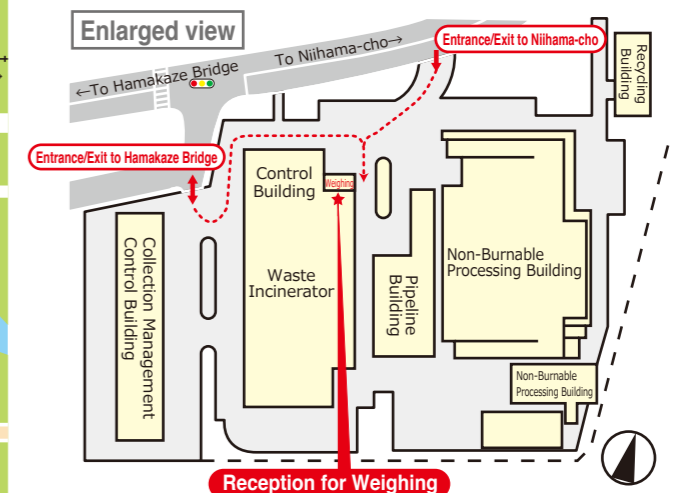 Enlarged view
To Niihama-cho→
←To Hamakaze Bridge
Entrance/Exit to Niihama-cho
Recycling
Building
Entrance/Exit to Hamakaze Bridge
Control
Building
Weighing
Waste
Incinerator
Collection Management
Control Building
Pipeline
Building
Non-Burnable
Processing Building
Non-Burnable
Processing Building
Reception for Weighing